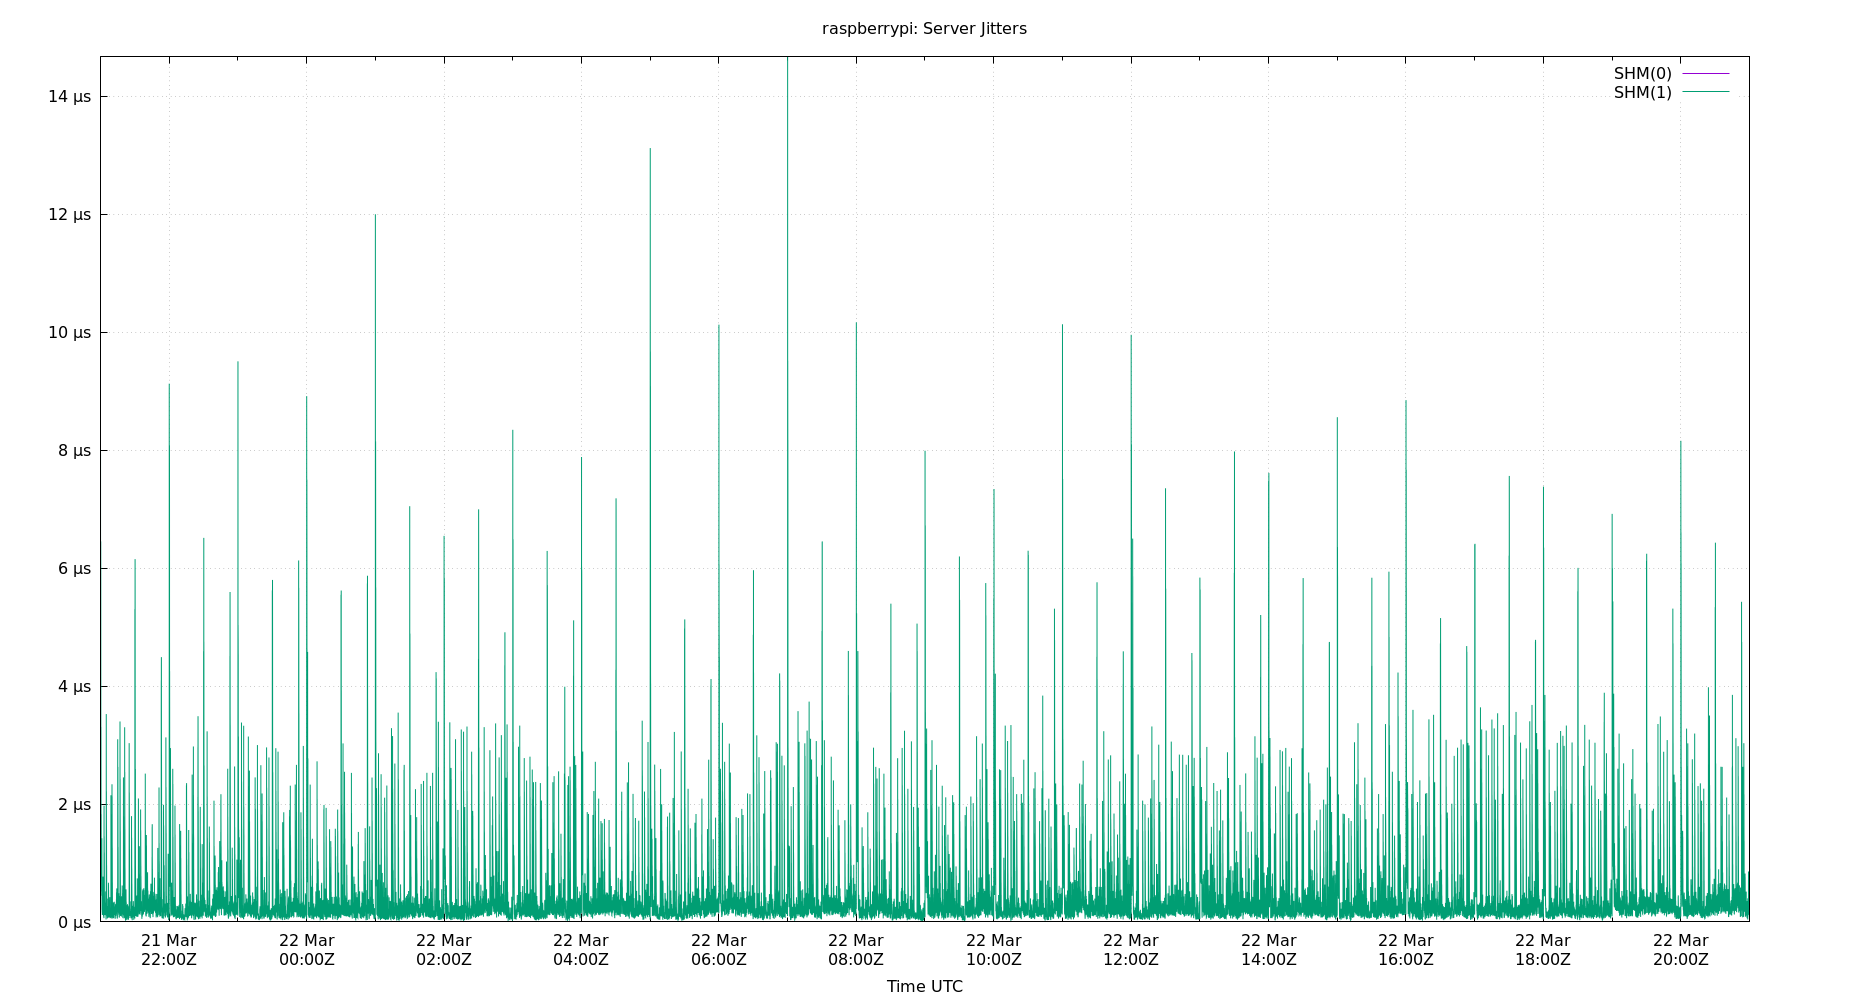 raspberrypi: Server Jitters
SHM(0)
SHM(1)
14 µs
12 µs
10 µs
8 µs
6 µs
4 µs
2 µs
0 µs
21 Mar 22 Mar 22 Mar 22 Mar 22 Mar 22 Mar 22 Mar 22 Mar 22 Mar 22 Mar 22 Mar 22 Mar
22:00Z 00:00Z 02:00Z 04:00Z 06:00Z 08:00Z 10:00Z 12:00Z 14:00Z 16:00Z 18:00Z 20:00Z
Time UTC